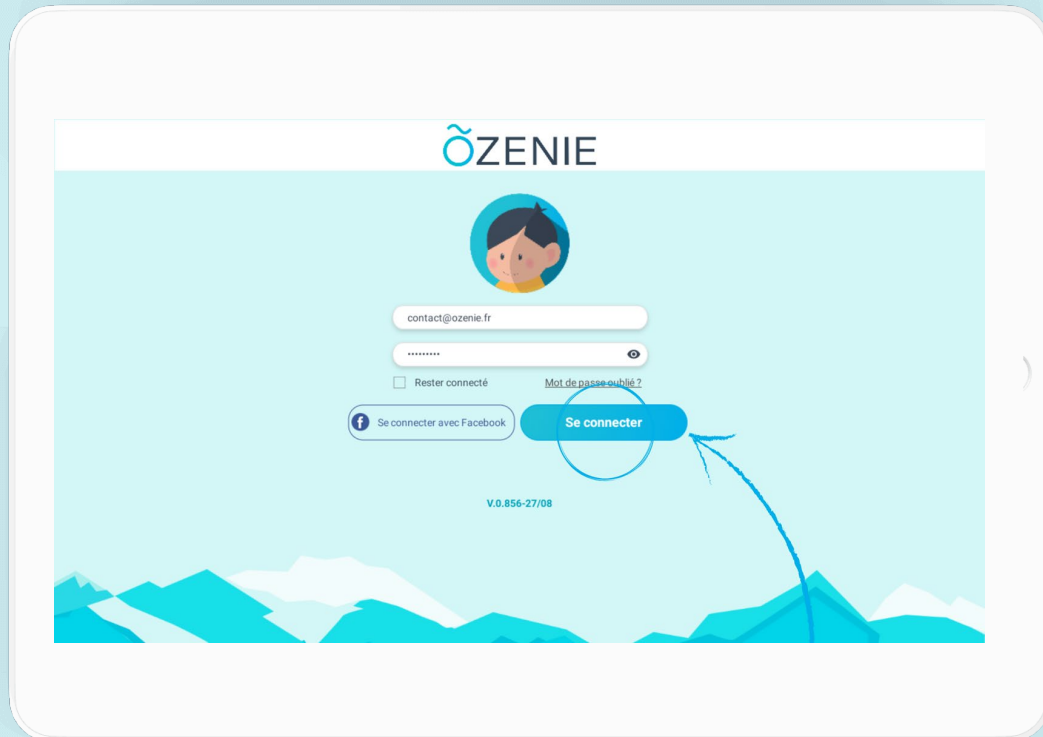 õZENIE
contact@ozenie.fr
•••••••••
Rester connecté
Mot de passe oublié ?
Se connecter avec Facebook
Se connecter
V.0.856-27/08